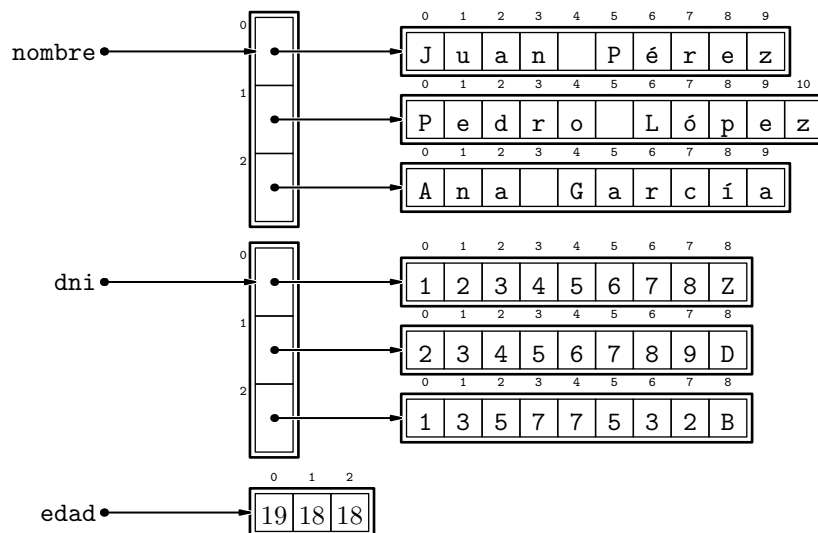 0 1 2 3 4 5 6 7 8 9
0
nombre J u a n P é r e z
0 1 2 3 4 5 6 7 8 9 10
1
P e d r o L ó p e z
0 1 2 3 4 5 6 7 8 9
2
A n a G a r c í a
0 1 2 3 4 5 6 7 8
0
dni 1 2 3 4 5 6 7 8 Z
0 1 2 3 4 5 6 7 8
1
2 3 4 5 6 7 8 9 D
0 1 2 3 4 5 6 7 8
2
1 3 5 7 7 5 3 2 B
0 1 2
edad 19 18 18